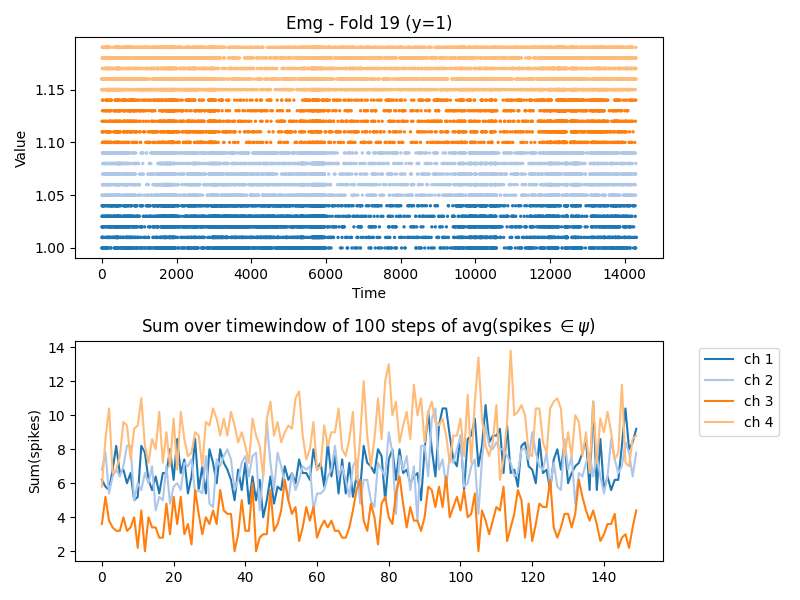 Emg - Fold 19 (y=1)
1.15
1.10
1.05
1.00
Value
0 2000 4000 6000 8000 10000 12000 14000
Time
Sum over timewindow of 100 steps of avg(spikes ∈ψ)
14
12
10
8
6
4
2
Sum(spikes)
0 20 40 60 80 100 120 140
ch 1
ch 2
ch 3
ch 4